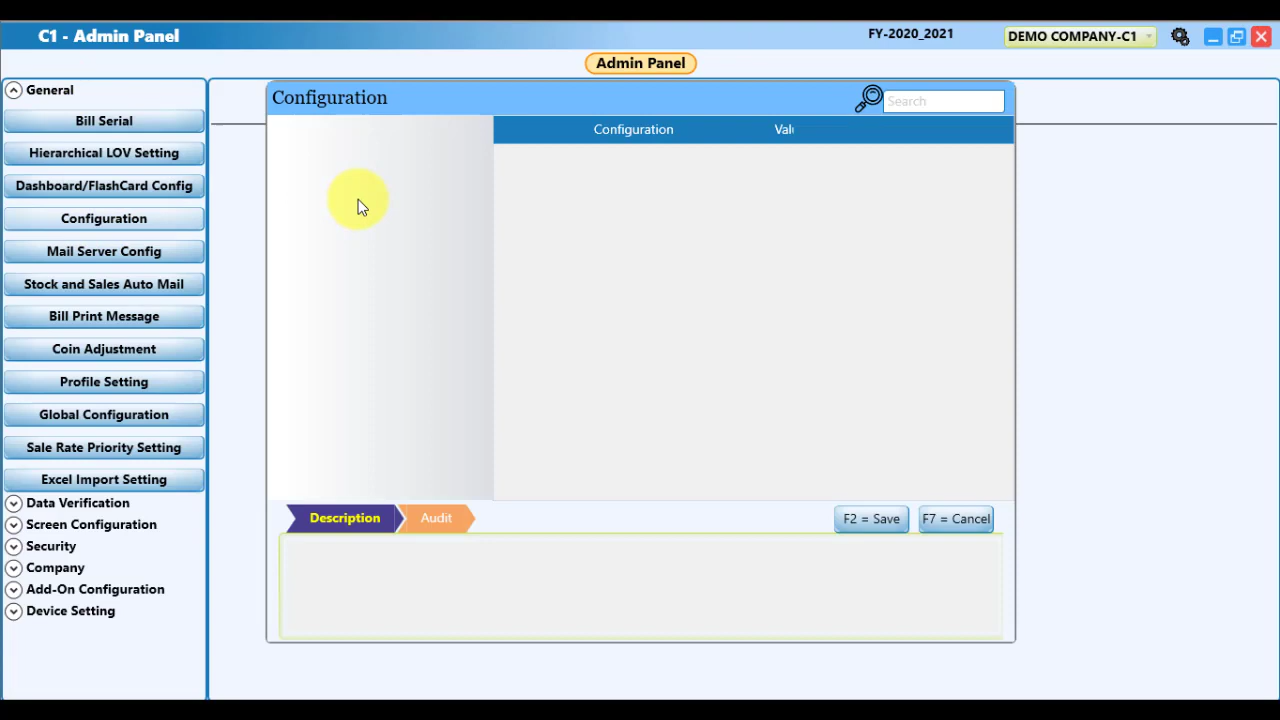 C1 - Admin Panel
FY-2020_2021
DEMO COMPANY-C1
Admin Panel
General
Bill Serial
Hierarchical LOV Setting
Dashboard/FlashCard Config
Configuration
Mail Server Config
Stock and Sales Auto Mail
Bill Print Message
Coin Adjustment
Profile Setting
Global Configuration
Sale Rate Priority Setting
Excel Import Setting
Data Verification
Screen Configuration
Security
Company
Add-On Configuration
Device Setting
Configuration
Search
Configuration
Description
Audit
F2 = Save
F7 = Cancel